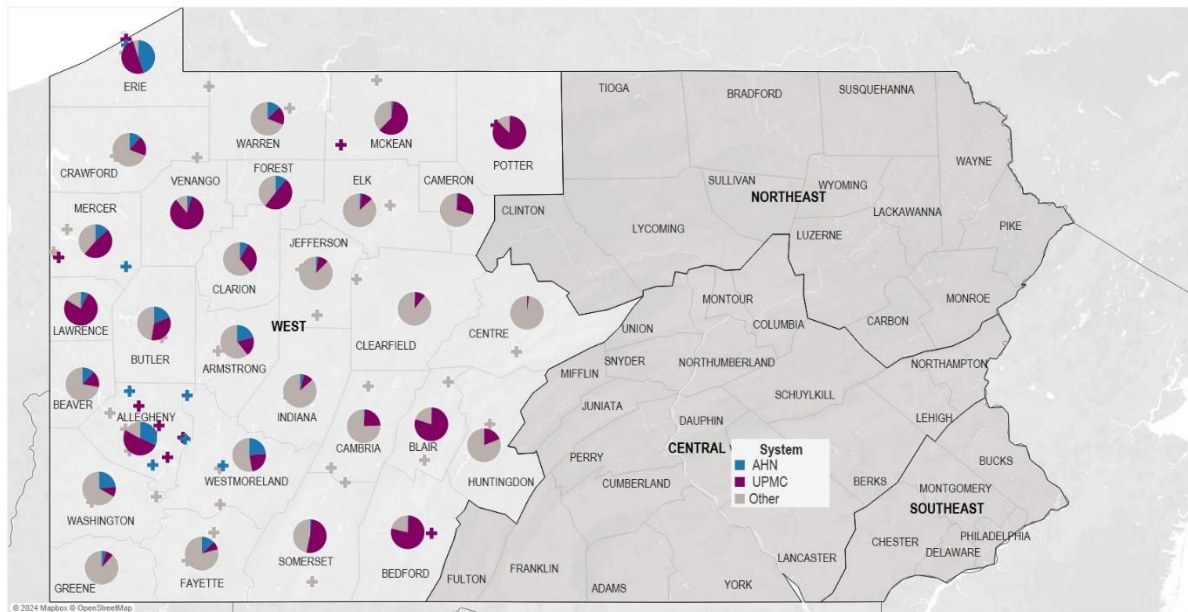 TIOGA
BRADFORD
SUSQUEHANNA
ERIE
WARREN
MCKEAN
POTTER
WAYNE
CRAWFORD
VENANGO
FOREST
ELK
CAMERON
SULLIVAN
WYOMING
NORTHEAST
LACKAWANNA
MERCER
CLINTON
LYCOMING
LUZERNE
PIKE
JEFFERSON
CLARION
MONROE
MONTOUR
COLUMBIA
CARBON
LAWRENCE
BUTLER
WEST
CLEARFIELD
CENTRE
UNION
ARMSTRONG
SNYDER
NORTHUMBERLAND
NORTHAMPTON
MIFFLIN
BEAVER
INDIANA
JUNIATA
SCHUYLKILL
ALLEGHENY
CAMBRIA
BLAIR
DAUPHIN
LEHIGH
CENTRAL
PERRY
System
AHN
UPMC
Other
BUCKS
WESTMORELAND
HUNTINGDON
CUMBERLAND
BERKS
MONTGOMERY
SOUTHEAST
WASHINGTON
CHESTER
PHILADELPHIA
DELAWARE
SOMERSET
BEDFORD
LANCASTER
GREENE
FAYETTE
FULTON
FRANKLIN
ADAMS
YORK
© 2024 Mapbox © OpenStreetMap